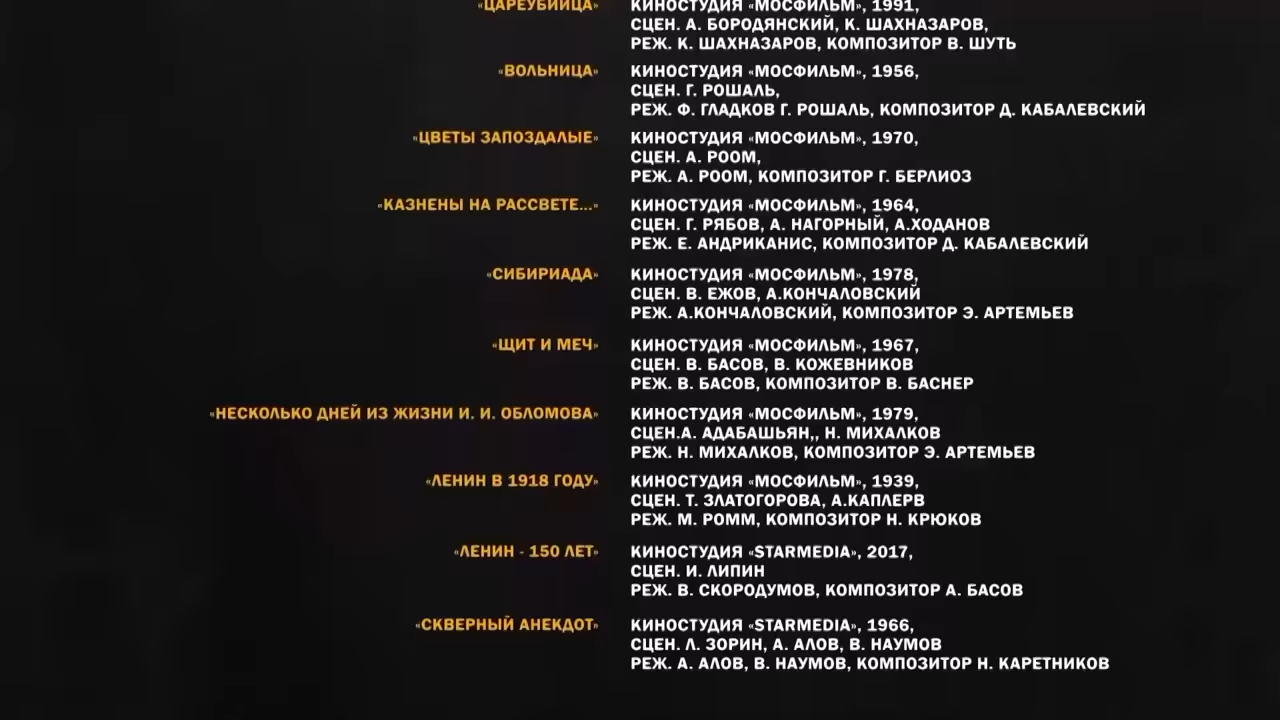 «ЦАРЕУБИЙЦА» КИНОСТУДИЯ «МОСФИЛЬМ», 1991,
СЦЕН. А. БОРОДЯНСКИЙ, К. ШАХНАЗАРОВ,
РЕЖ. К. ШАХНАЗАРОВ, КОМПОЗИТОР В. ШУТЬ
«ВОЛЬНИЦА» КИНОСТУДИЯ «МОСФИЛЬМ», 1956,
СЦЕН. Г. РОШАЛЬ,
РЕЖ. Ф. ГЛАДКОВ Г. РОШАЛЬ, КОМПОЗИТОР Д. КАБАЛЕВСКИЙ
«ЦВЕТЫ ЗАПОЗДАЛЫЕ» КИНОСТУДИЯ «МОСФИЛЬМ», 1970,
СЦЕН. А. РООМ,
РЕЖ. А. РООМ, КОМПОЗИТОР Г. БЕРЛИОЗ
«КАЗНЕНЫ НА РАССВЕТЕ...» КИНОСТУДИЯ «МОСФИЛЬМ», 1964,
СЦЕН. Г. РЯБОВ, А. НАГОРНЫЙ, А.ХОДАНОВ
РЕЖ. Е. АНДРИКАНИС, КОМПОЗИТОР Д. КАБАЛЕВСКИЙ
«СИБИРИАДА» КИНОСТУДИЯ «МОСФИЛЬМ», 1978,
СЦЕН. В. ЕЖОВ, А.КОНЧАЛОВСКИЙ
РЕЖ. А.КОНЧАЛОВСКИЙ, КОМПОЗИТОР Э. АРТЕМЬЕВ
«ЩИТ И МЕЧ» КИНОСТУДИЯ «МОСФИЛЬМ», 1967,
СЦЕН. В. БАСОВ, В. КОЖЕВНИКОВ
РЕЖ. В. БАСОВ, КОМПОЗИТОР В. БАСНЕР
«НЕСКОЛЬКО ДНЕЙ ИЗ ЖИЗНИ И. И. ОБЛОМОВА» КИНОСТУДИЯ «МОСФИЛЬМ», 1979,
СЦЕН.А. АДАБАШЬЯН,, Н. МИХАЛКОВ
РЕЖ. Н. МИХАЛКОВ, КОМПОЗИТОР Э. АРТЕМЬЕВ
«ЛЕНИН В 1918 ГОДУ» КИНОСТУДИЯ «МОСФИЛЬМ», 1939,
СЦЕН. Т. ЗЛАТОГОРОВА, А.КАПЛЕРВ
РЕЖ. М. РОММ, КОМПОЗИТОР Н. КРЮКОВ
«ЛЕНИН - 150 ЛЕТ» КИНОСТУДИЯ «STARMEDIA», 2017,
СЦЕН. И. ЛИПИН
РЕЖ. В. СКОРОДУМОВ, КОМПОЗИТОР А. БАСОВ
«СКВЕРНЫЙ АНЕКДОТ» КИНОСТУДИЯ «STARMEDIA», 1966,
СЦЕН. Л. ЗОРИН, А. АЛОВ, В. НАУМОВ
РЕЖ. А. АЛОВ, В. НАУМОВ, КОМПОЗИТОР Н. КАРЕТНИКОВ